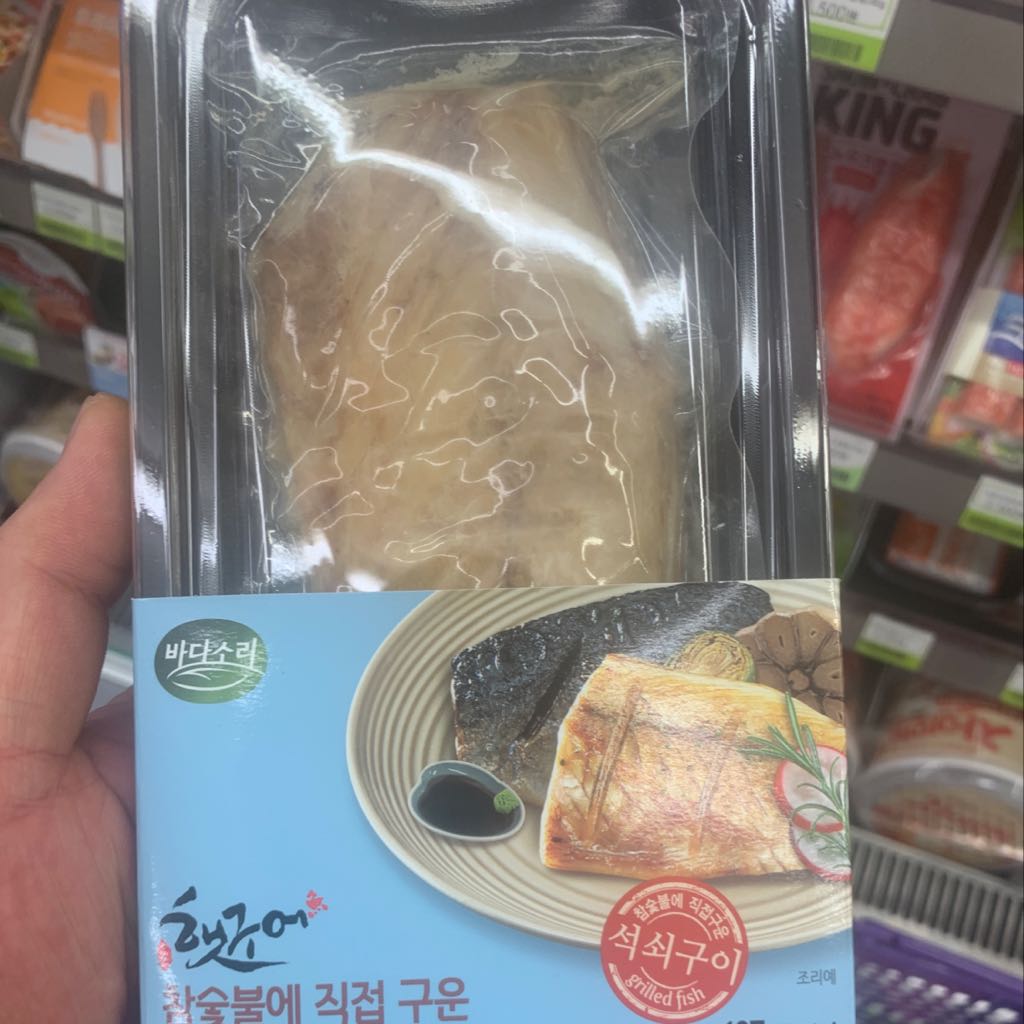 KING
바다소리
햇구어
참숯불에 직접 구운
참숯불에 직접구운
석쇠구이
grilled fish
조리예